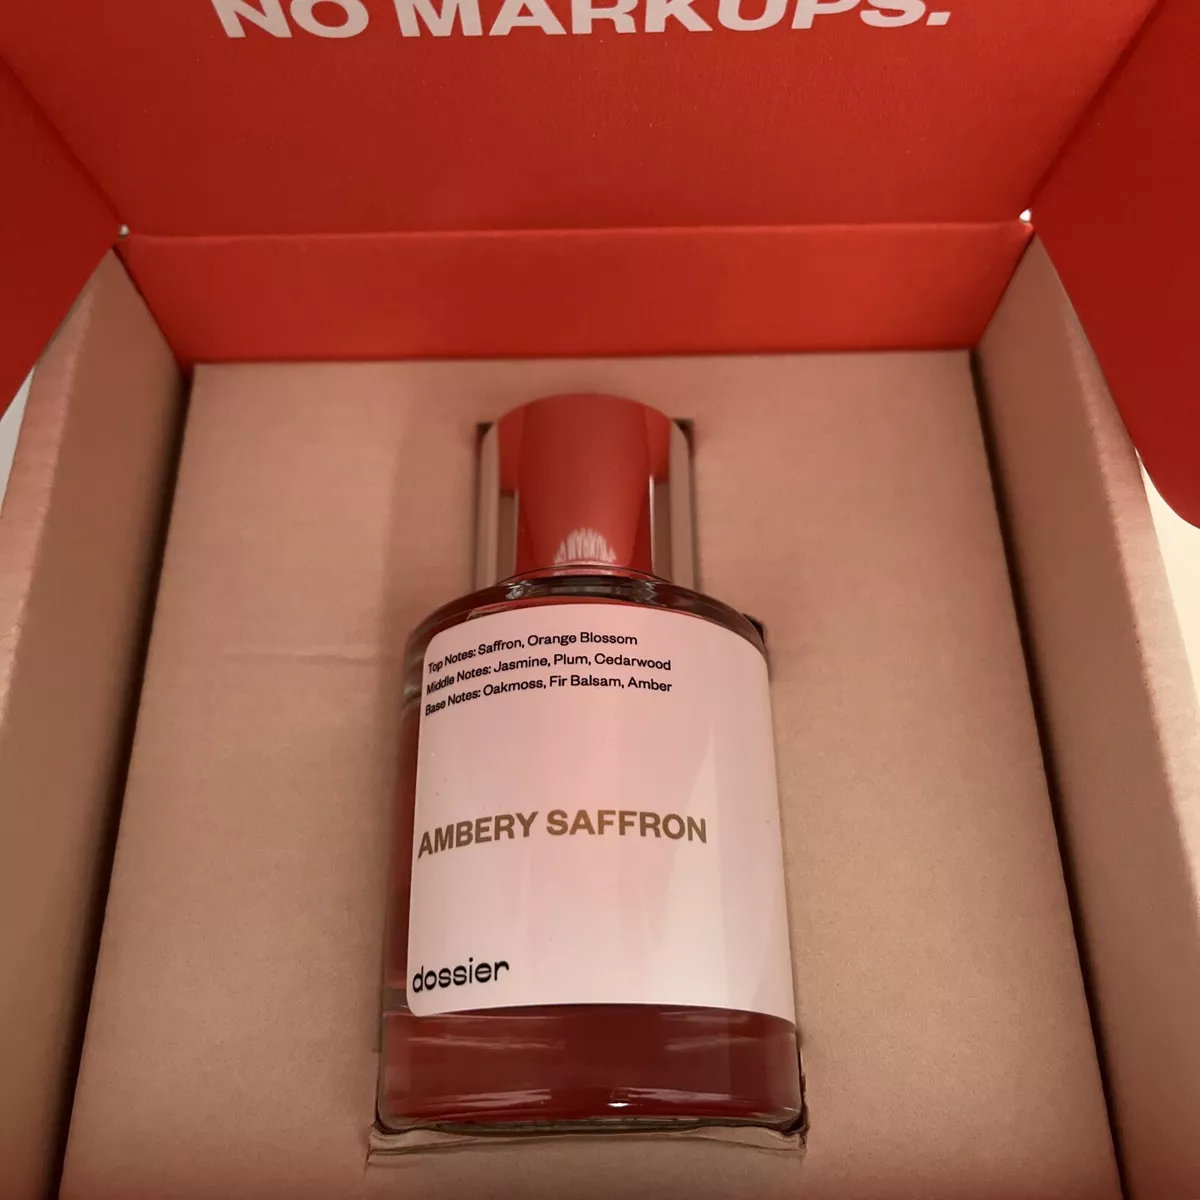 NO MARKUPS.
Top Notes: Saffron, Orange Blossom
Middle Notes: Jasmine, Plum, Cedarwood
Base Notes: Oakmoss, Fir Balsam, Amber
AMBERY SAFFRON
dossier